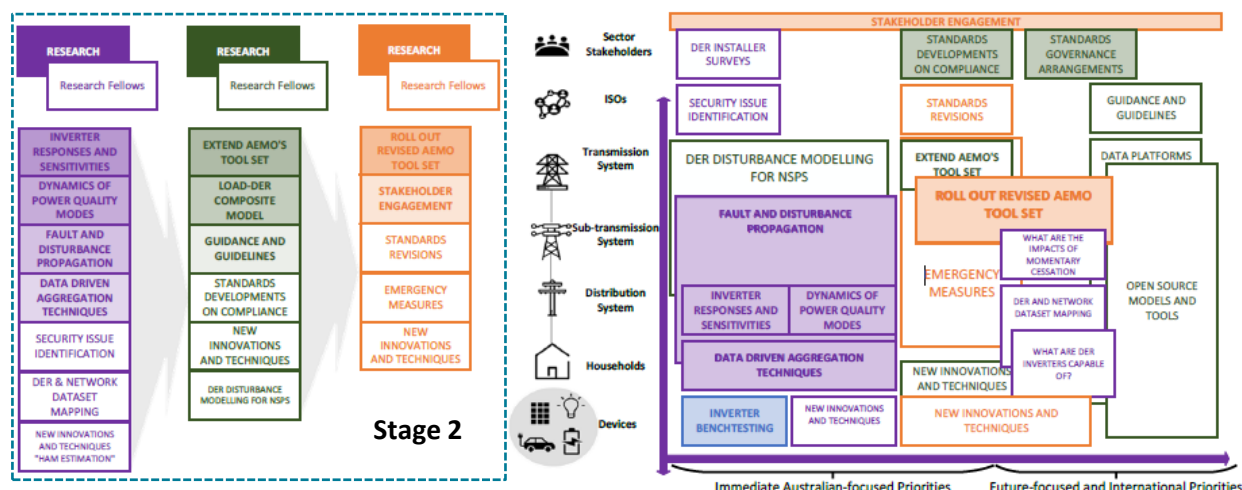 RESEARCH
Research Fellows
INVERTER
RESPONSES AND
SENSITIVITIES
DYNAMICS OF
POWER QUALITY
MODES
FAULT AND
DISTURBANCE
PROPAGATION
DATA DRIVEN
AGGREGATION
TECHNIQUES
SECURITY ISSUE
IDENTIFICATION
DER & NETWORK
DATASET
MAPPING
NEW INNOVATIONS
AND TECHNIQUES
"HAM ESTIMATION"
RESEARCH
Research Fellows
EXTEND AEMO'S
TOOL SET
LOAD-DER
COMPOSITE
MODEL
GUIDANCE AND
GUIDELINES
STANDARDS
DEVELOPMENTS
ON COMPLIANCE
NEW
INNOVATIONS
AND TECHNIQUES
DER DISTURBANCE
MODELLING FOR NSPS
RESEARCH
Research Fellows
ROLL OUT
REVISED AEMO
TOOL SET
STAKEHOLDER
ENGAGEMENT
STANDARDS
REVISIONS
EMERGENCY
MEASURES
NEW
INNOVATIONS
AND TECHNIQUES
Stage 2
Sector
Stakeholders
ISOs
Transmission
System
Sub-transmission
System
Distribution
System
Households
Devices
STAKEHOLDER ENGAGEMENT
DER INSTALLER
SURVEYS
STANDARDS
DEVELOPMENTS
ON COMPLIANCE
STANDARDS
GOVERNANCE
ARRANGEMENTS
SECURITY ISSUE
IDENTIFICATION
STANDARDS
REVISIONS
GUIDANCE AND
GUIDELINES
DER DISTURBANCE MODELLING
FOR NSPS
EXTEND AEMO'S
TOOL SET
DATA PLATFORMS
ROLL OUT REVISED AEMO
TOOL SET
FAULT AND DISTURBANCE
PROPAGATION
WHAT ARE THE
IMPACTS OF
MOMENTARY
CESSATION
EMERGENCY
MEASURES
INVERTER
RESPONSES AND
SENSITIVITIES
DYNAMICS OF
POWER QUALITY
MODES
DER AND NETWORK
DATASET MAPPING
OPEN SOURCE
MODELS AND
TOOLS
DATA DRIVEN AGGREGATION
TECHNIQUES
WHAT ARE DER
INVERTERS CAPABLE
OF?
NEW INNOVATIONS
AND TECHNIQUES
INVERTER
BENCHTESTING
NEW INNOVATIONS
AND TECHNIQUES
NEW INNOVATIONS AND
TECHNIQUES
Immediate Australian-focused Priorities
Future-focused and International Priorities